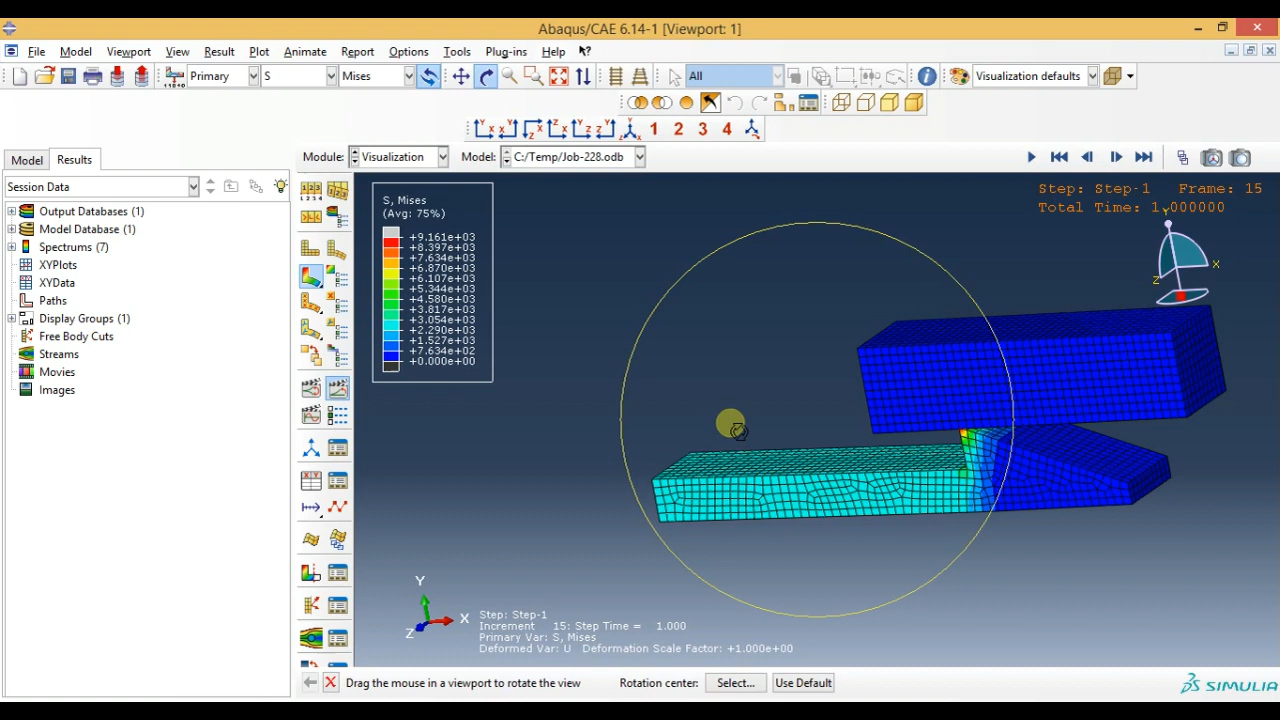 Abaqus/CAE 6.14-1 [Viewport: 1]
File Model Viewport View Result Plot Animate Report Options Tools Plug-ins Help
Primary S Mises All Visualization defaults
1 2 3 4
Model Results Module: Visualization Model: C:/Temp/Job-228.odb
Session Data
Output Databases (1)
Model Database (1)
Spectrums (7)
XYPlots
XYData
Paths
Display Groups (1)
Free Body Cuts
Streams
Movies
Images
S, Mises
(Avg: 75%)
+9.161e+03
+8.397e+03
+7.634e+03
+6.870e+03
+6.107e+03
+5.344e+03
+4.580e+03
+3.817e+03
+3.054e+03
+2.290e+03
+1.527e+03
+7.634e+02
+0.000e+00
Step: Step-1 Frame: 15
Total Time: 1.000000
Y
X
Z
Y
X
Z
Step: Step-1
Increment 15: Step Time = 1.000
Primary Var: S, Mises
Deformed Var: U Deformation Scale Factor: +1.000e+00
Drag the mouse in a viewport to rotate the view Rotation center: Select... Use Default
SIMULIA